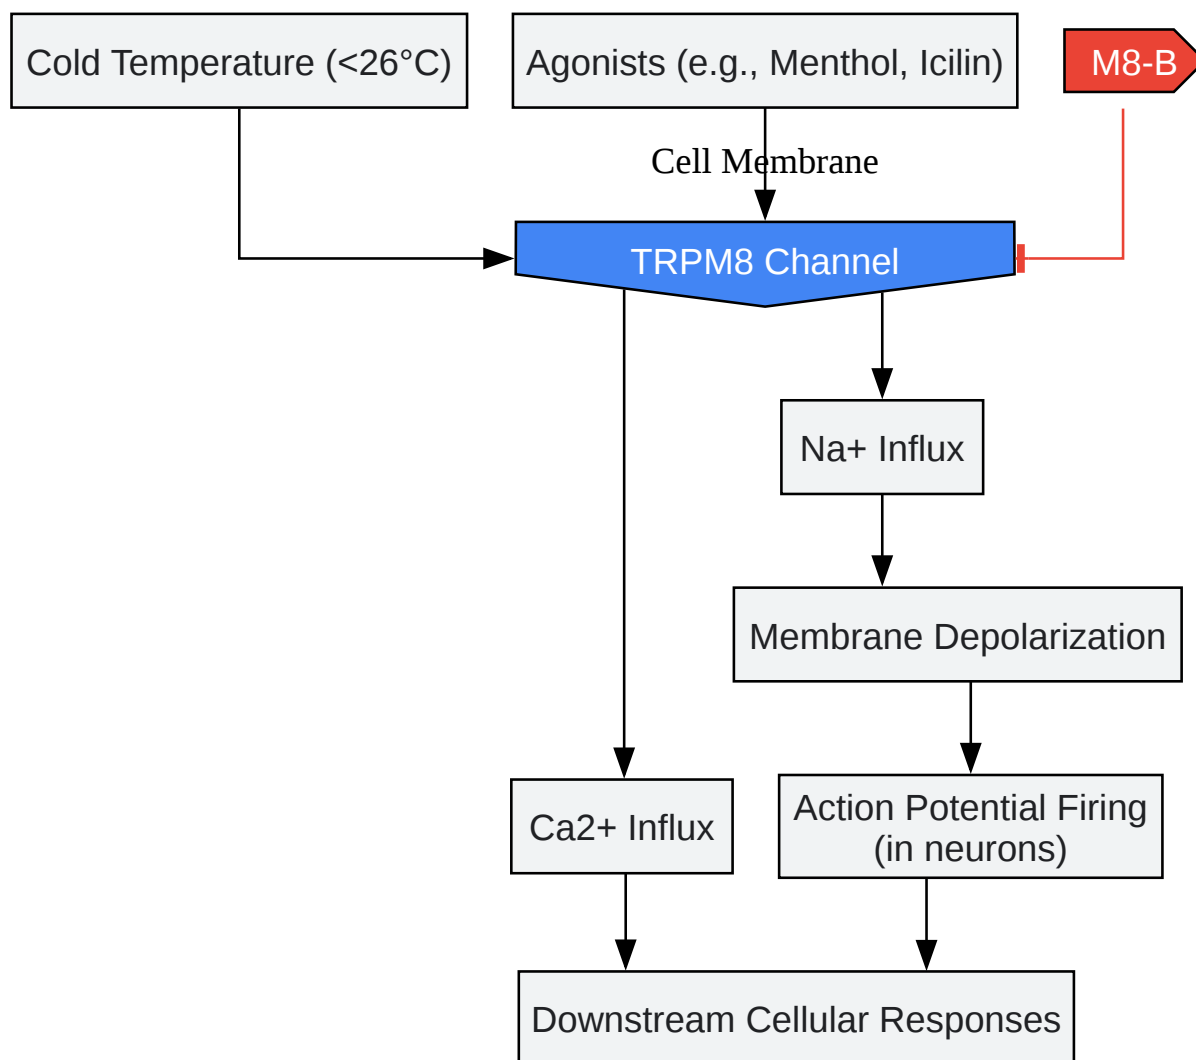 Cold Temperature (<26°C)
Agonists (e.g., Menthol, Icilin)
M8-B
Cell Membrane
TRPM8 Channel
Na+ Influx
Membrane Depolarization
Ca2+ Influx
Action Potential Firing
(in neurons)
Downstream Cellular Responses